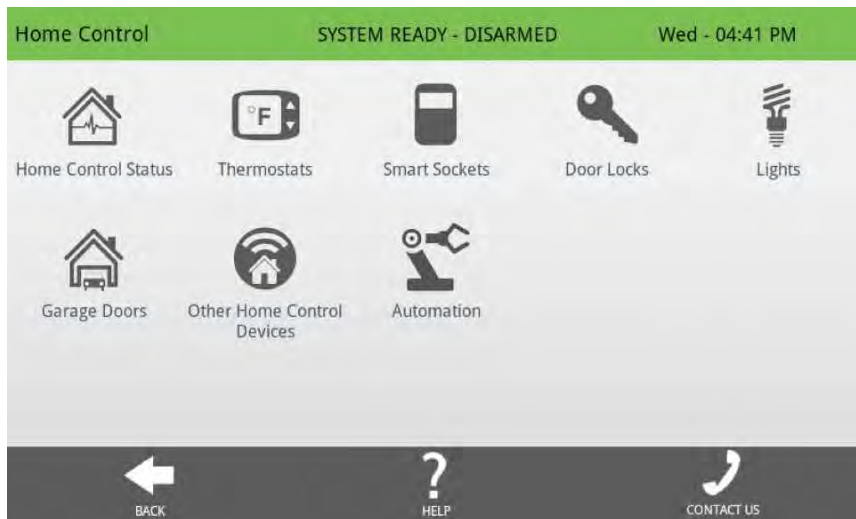 Home Control SYSTEM READY - DISARMED Wed - 04:41 PM
°F
Home Control Status Thermostats Smart Sockets Door Locks Lights
Garage Doors Other Home Control Automation
Devices
BACK HELP CONTACT US